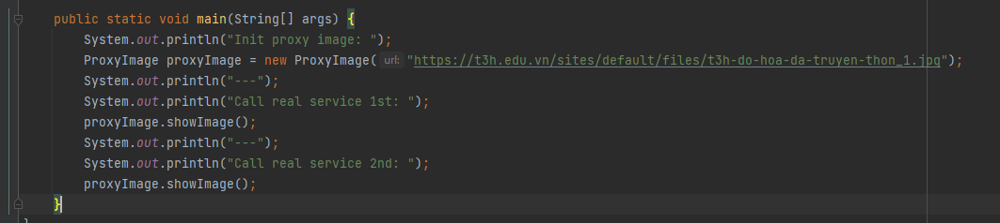 public static void main(String[] args) {
System.out.println("Init proxy image: ");
ProxyImage proxyImage = new ProxyImage( url: "https://t3h.edu.vn/sites/default/files/t3h-do-hoa-da-truyen-thon_1.jpg");
System.out.println("---");
System.out.println("Call real service 1st: ");
proxyImage.showImage();
System.out.println("---");
System.out.println("Call real service 2nd: ");
proxyImage.showImage();
}